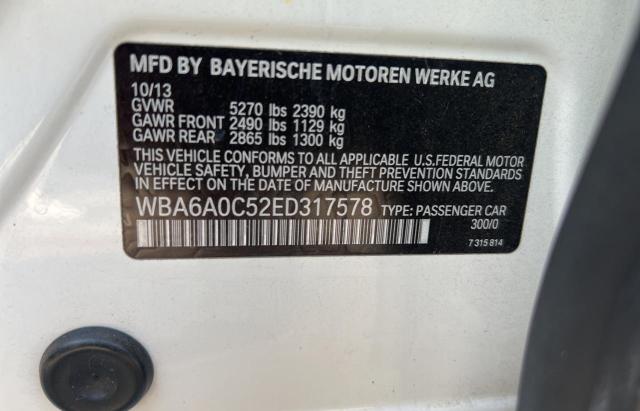 MFD BY BAYERISCHE MOTOREN WERKE AG
10/13
GVWR 5270 lbs 2390 kg
GAWR FRONT 2490 lbs 1129 kg
GAWR REAR 2865 lbs 1300 kg
THIS VEHICLE CONFORMS TO ALL APPLICABLE U.S.FEDERAL MOTOR
VEHICLE SAFETY, BUMPER, AND THEFT PREVENTION STANDARDS
IN EFFECT ON THE DATE OF MANUFACTURE SHOWN ABOVE.
WBA6A0C52ED317578 TYPE: PASSENGER CAR
300/0
7 315 814